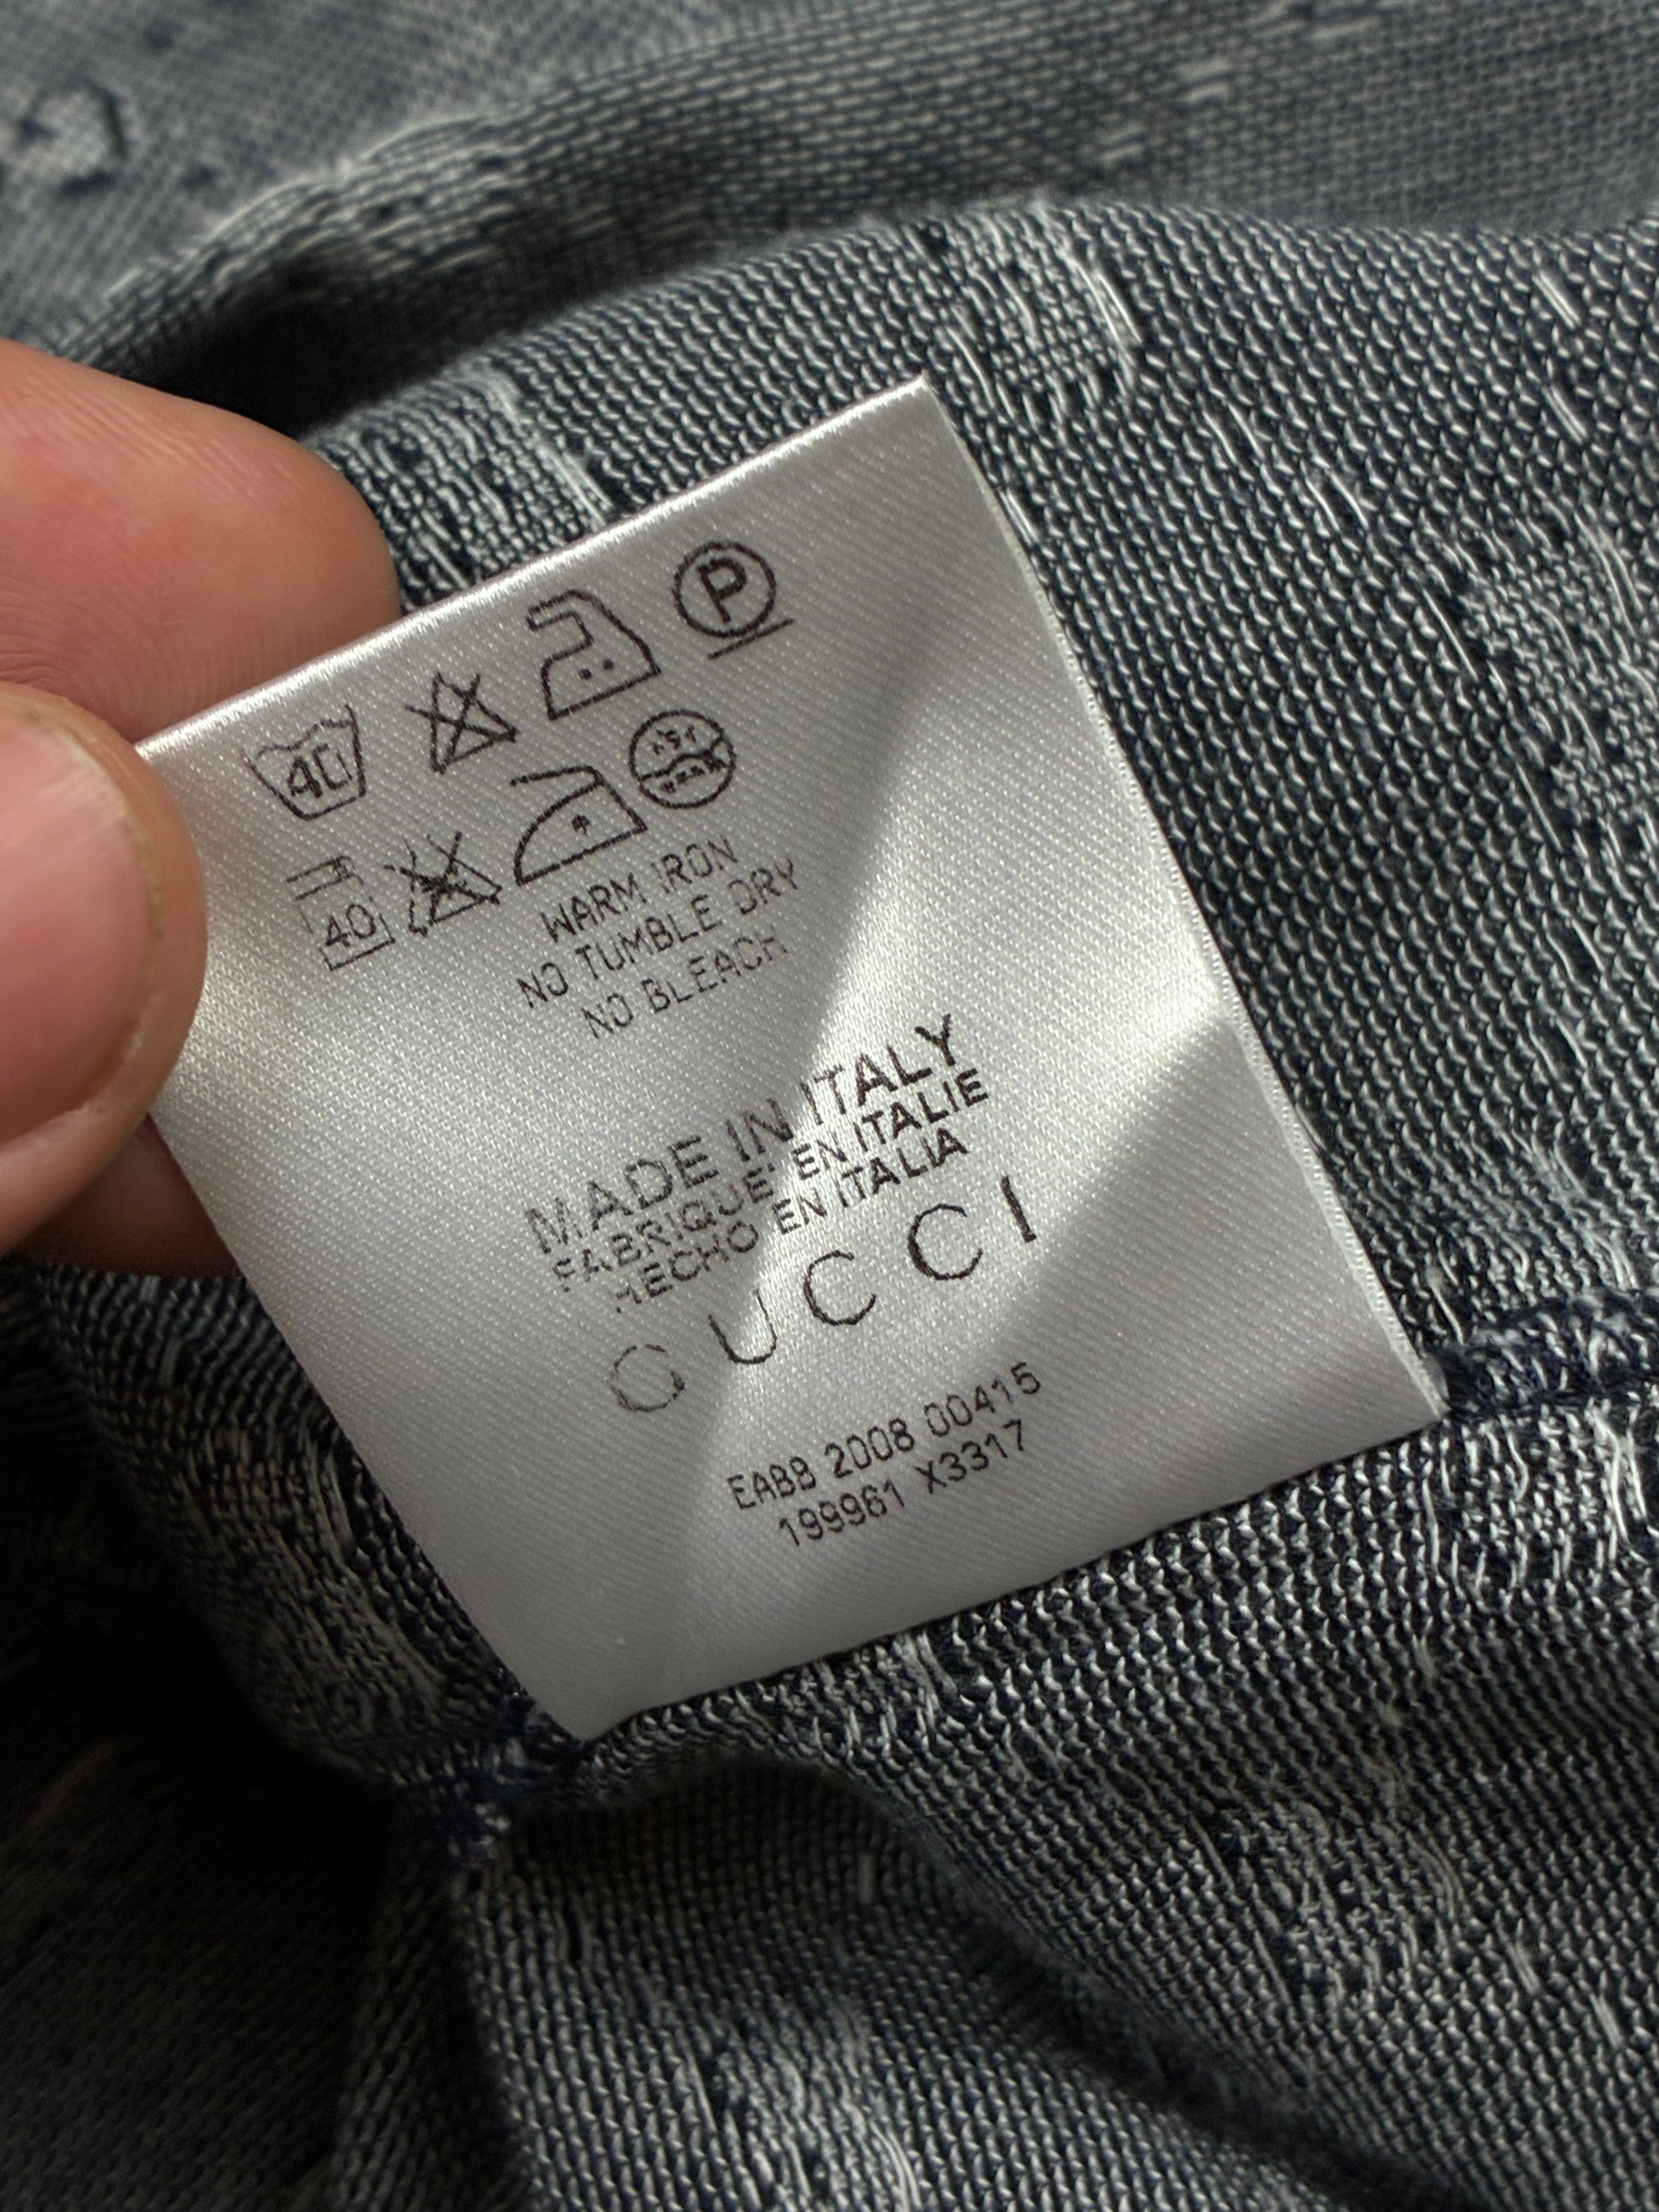 P
40
40
WARM IRON
NO TUMBLE DRY
NO BLEACH
MADE IN ITALY
FABRIQUE' EN ITALIE
HECHO EN ITALIA
GUCCI
EABB 2008 00415
199961 X3317